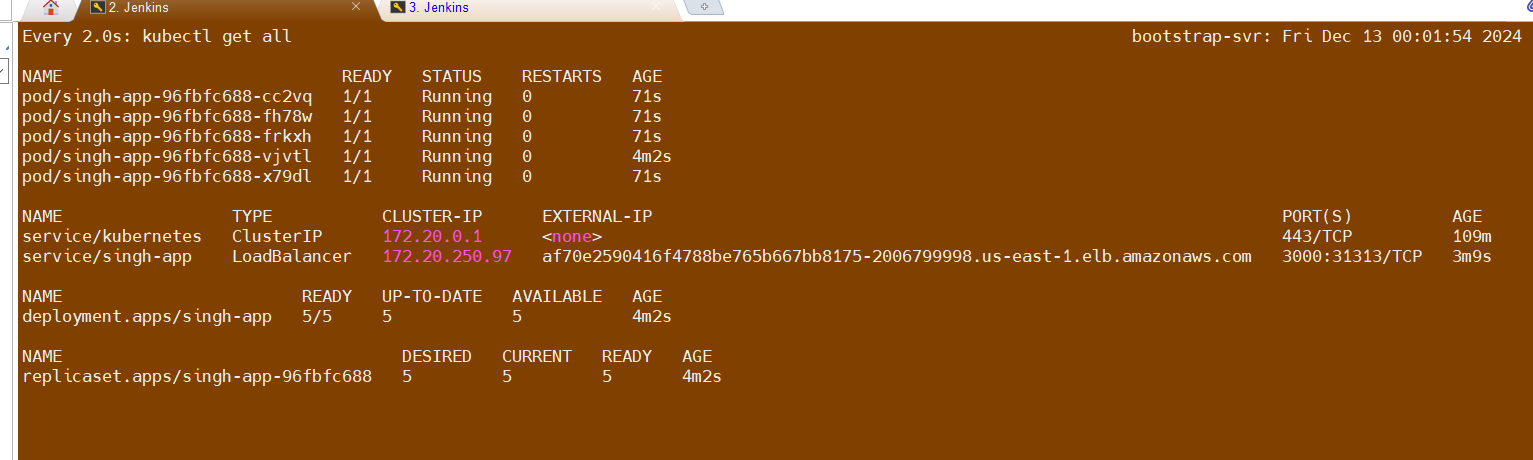 2. Jenkins
3. Jenkins
Every 2.0s: kubectl get all bootstrap-svr: Fri Dec 13 00:01:54 2024
NAME READY STATUS RESTARTS AGE
pod/singh-app-96fbfc688-cc2vq 1/1 Running 0 71s
pod/singh-app-96fbfc688-fh78w 1/1 Running 0 71s
pod/singh-app-96fbfc688-frkxh 1/1 Running 0 71s
pod/singh-app-96fbfc688-vjvtl 1/1 Running 0 4m2s
pod/singh-app-96fbfc688-x79dl 1/1 Running 0 71s
NAME TYPE CLUSTER-IP EXTERNAL-IP PORT(S) AGE
service/kubernetes ClusterIP 172.20.0.1 <none> 443/TCP 109m
service/singh-app LoadBalancer 172.20.250.97 af70e2590416f4788be765b667bb8175-2006799998.us-east-1.elb.amazonaws.com 3000:31313/TCP 3m9s
NAME READY UP-TO-DATE AVAILABLE AGE
deployment.apps/singh-app 5/5 5 5 4m2s
NAME DESIRED CURRENT READY AGE
replicaset.apps/singh-app-96fbfc688 5 5 5 4m2s